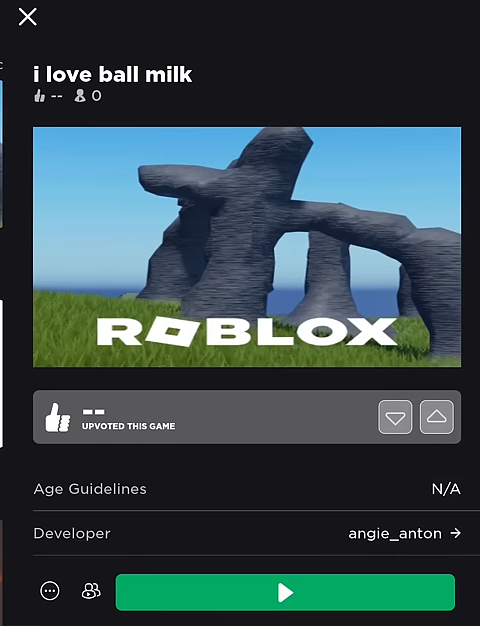 i love ball milk
-- 0
ROBLOX
--
UPVOTED THIS GAME
Age Guidelines N/A
Developer angie_anton →